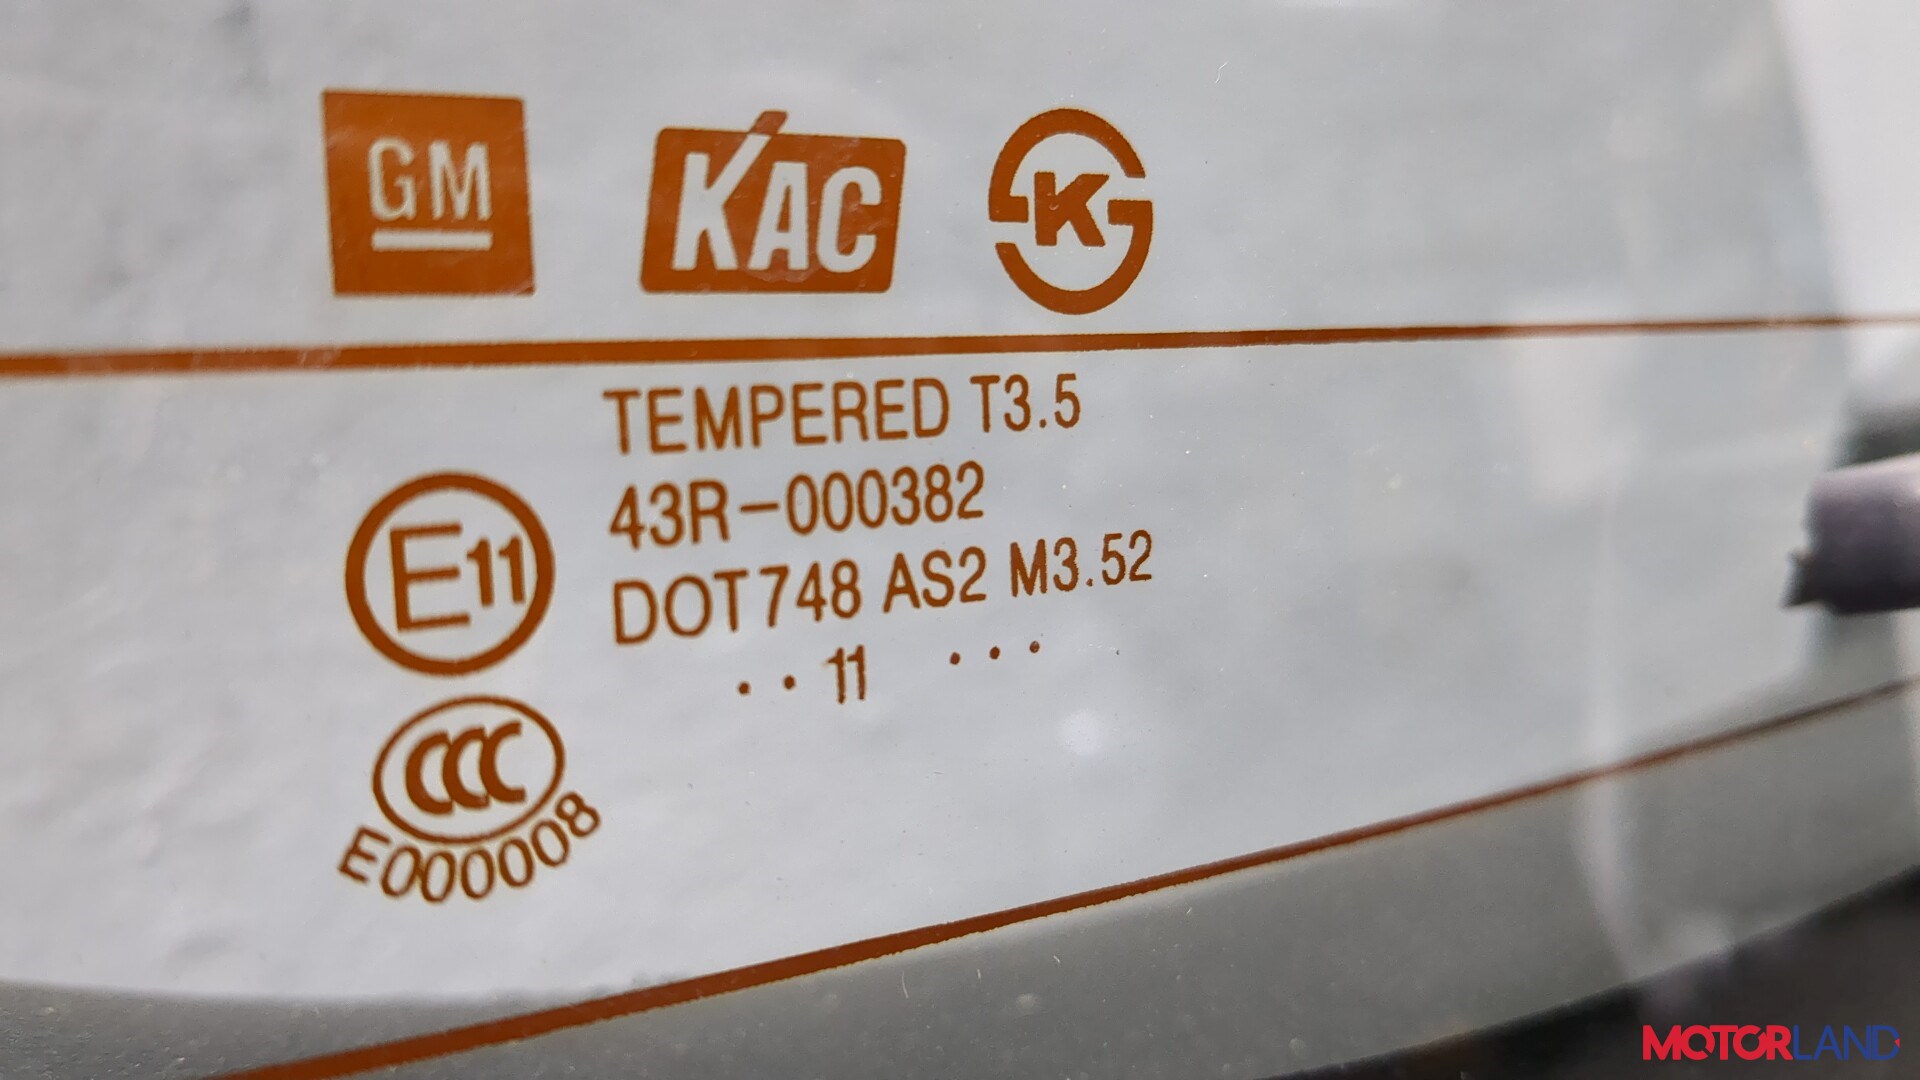 GM KAC K
TEMPERED T3.5
43R-000382
DOT748 AS2 M3.52
E11
··11 ···
CCC
E000008
MOTORLAND